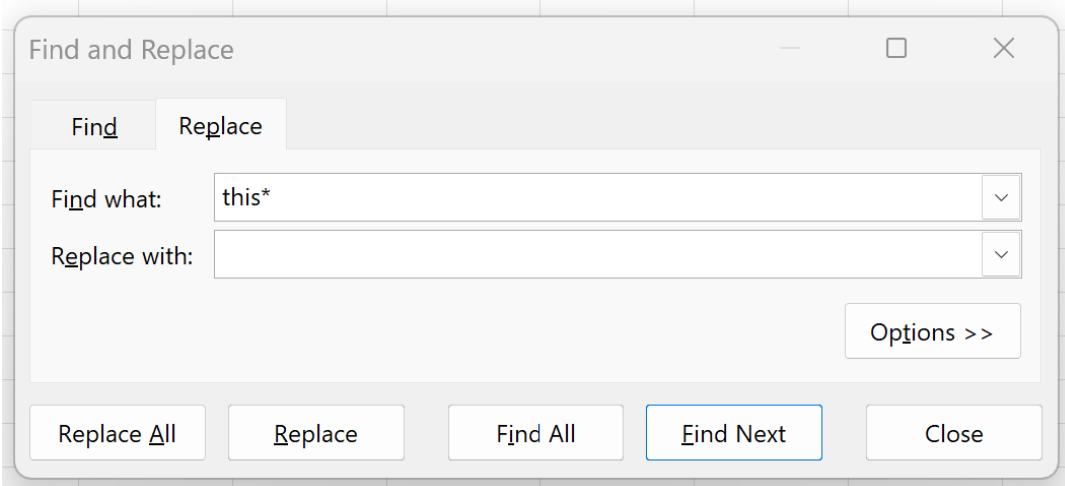 Find and Replace
Find Replace
Find what: this*
Replace with:
Options >>
Replace All Replace Find All Find Next Close